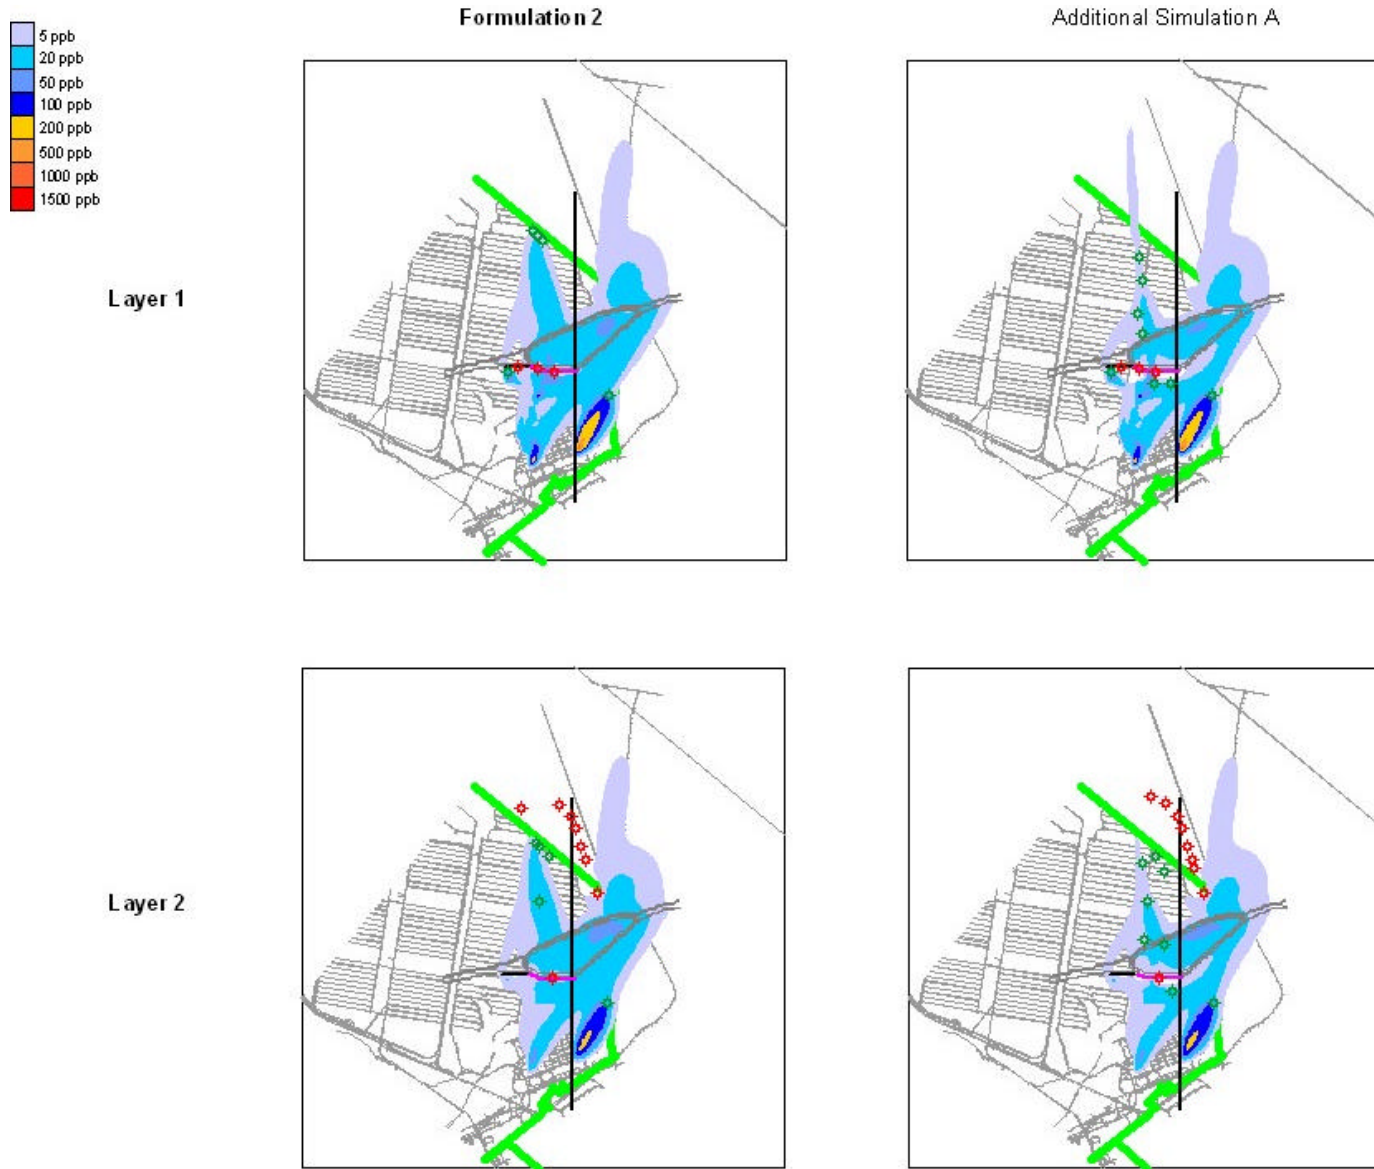 Formulation 2
Additional Simulation A
5 ppb
20 ppb
50 ppb
100 ppb
200 ppb
500 ppb
1000 ppb
1500 ppb
Layer 1
Layer 2